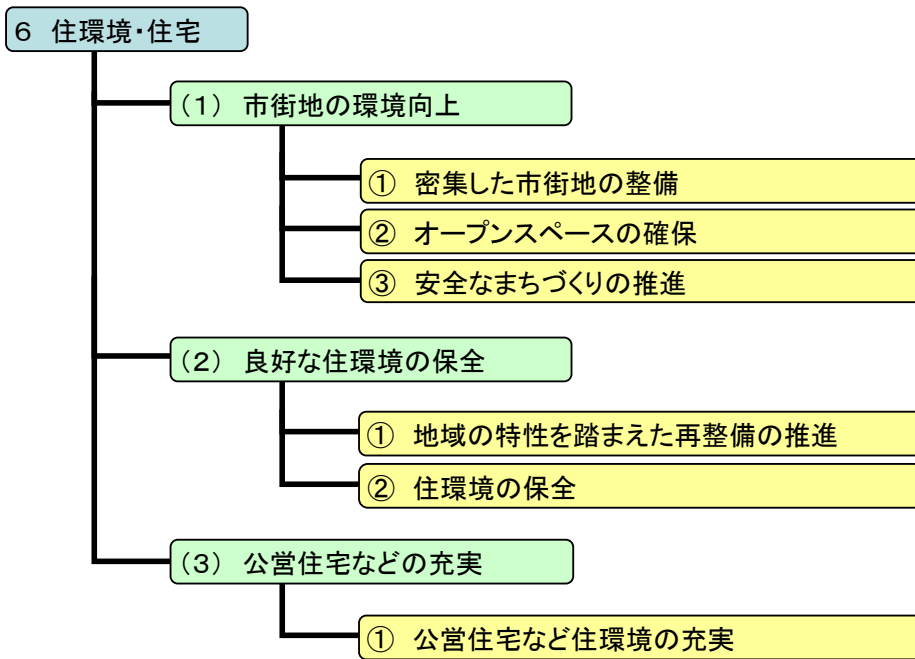 ６ 住環境・住宅
（１） 市街地の環境向上
① 密集した市街地の整備
② オープンスペースの確保
③ 安全なまちづくりの推進
（２） 良好な住環境の保全
① 地域の特性を踏まえた再整備の推進
② 住環境の保全
（３） 公営住宅などの充実
① 公営住宅など住環境の充実